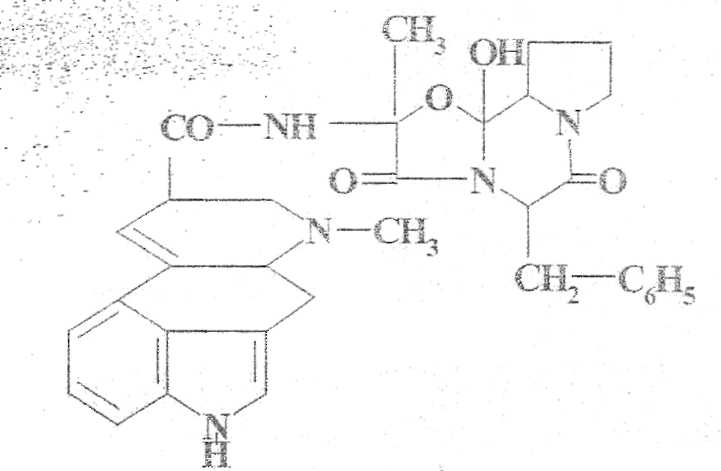 CH₃
OH
O
CO—NH
N
O=
N
=O
N—CH₃
CH₂—C₆H₅
N
H